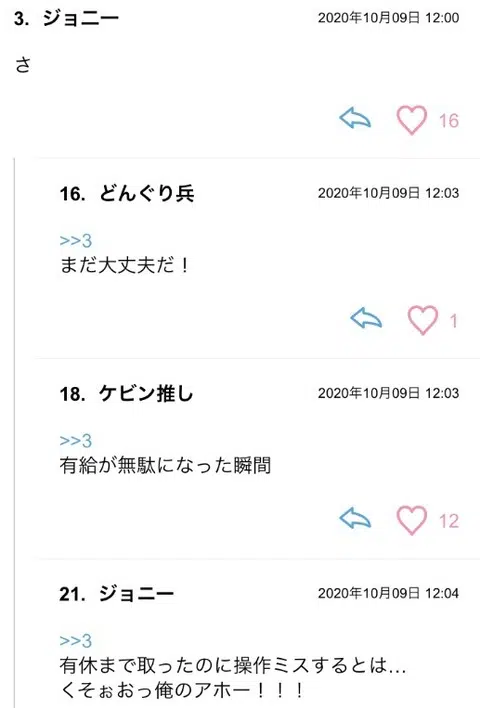 3. ジョニー 2020年10月09日 12:00
さ
16
16. どんぐり兵 2020年10月09日 12:03
>>3
まだ大丈夫だ！
1
18. ケビン推し 2020年10月09日 12:03
>>3
有給が無駄になった瞬間
12
21. ジョニー 2020年10月09日 12:04
>>3
有休まで取ったのに操作ミスするとは...
くそぉおっ俺のアホー！！！